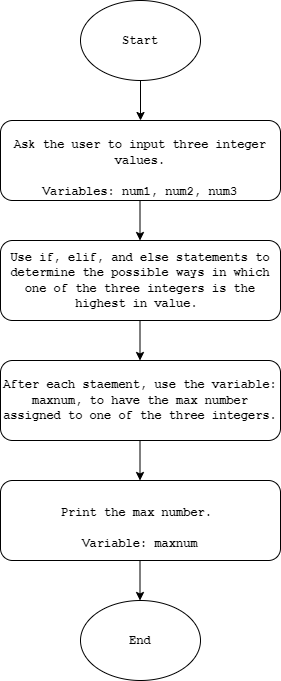 Start
Ask the user to input three integer
values.
Variables: num1, num2, num3
Use if, elif, and else statements to
determine the possible ways in which
one of the three integers is the
highest in value.
After each staement, use the variable:
maxnum, to have the max number
assigned to one of the three integers.
Print the max number.
Variable: maxnum
End